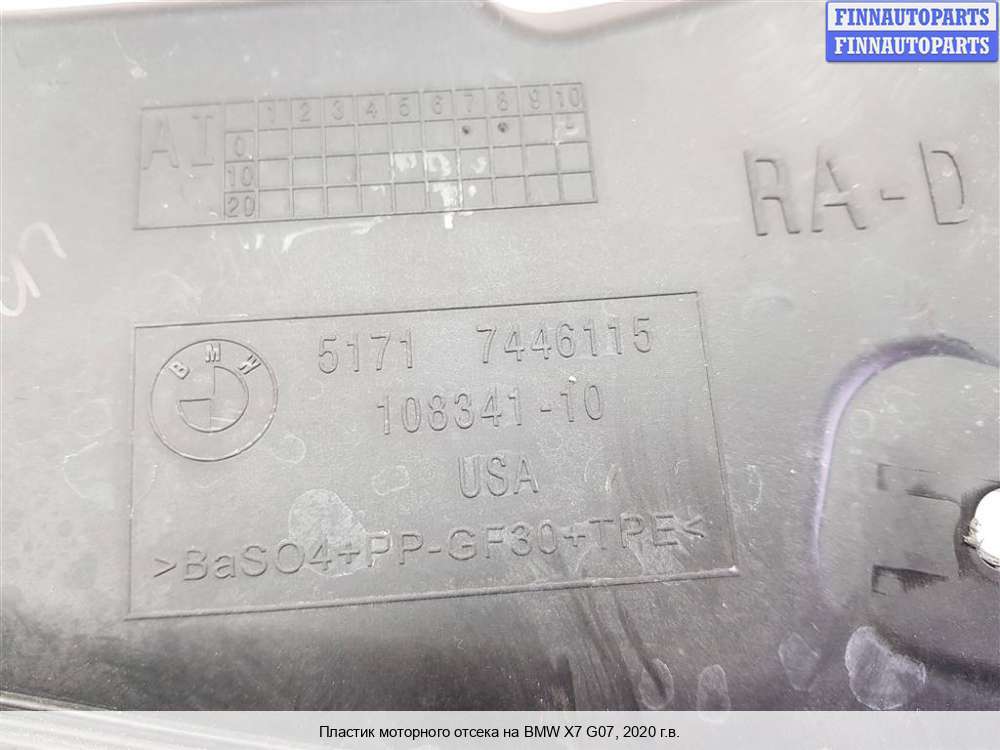 FINNAUTOPARTS
FINNAUTOPARTS
AI 1 2 3 4 5 6 7 8 9 10
0
10
20
RA-D
BMW
5171 7446115
108341-10
USA
>BaSO4+PP-GF30+TPE<
Пластик моторного отсека на BMW X7 G07, 2020 г.в.